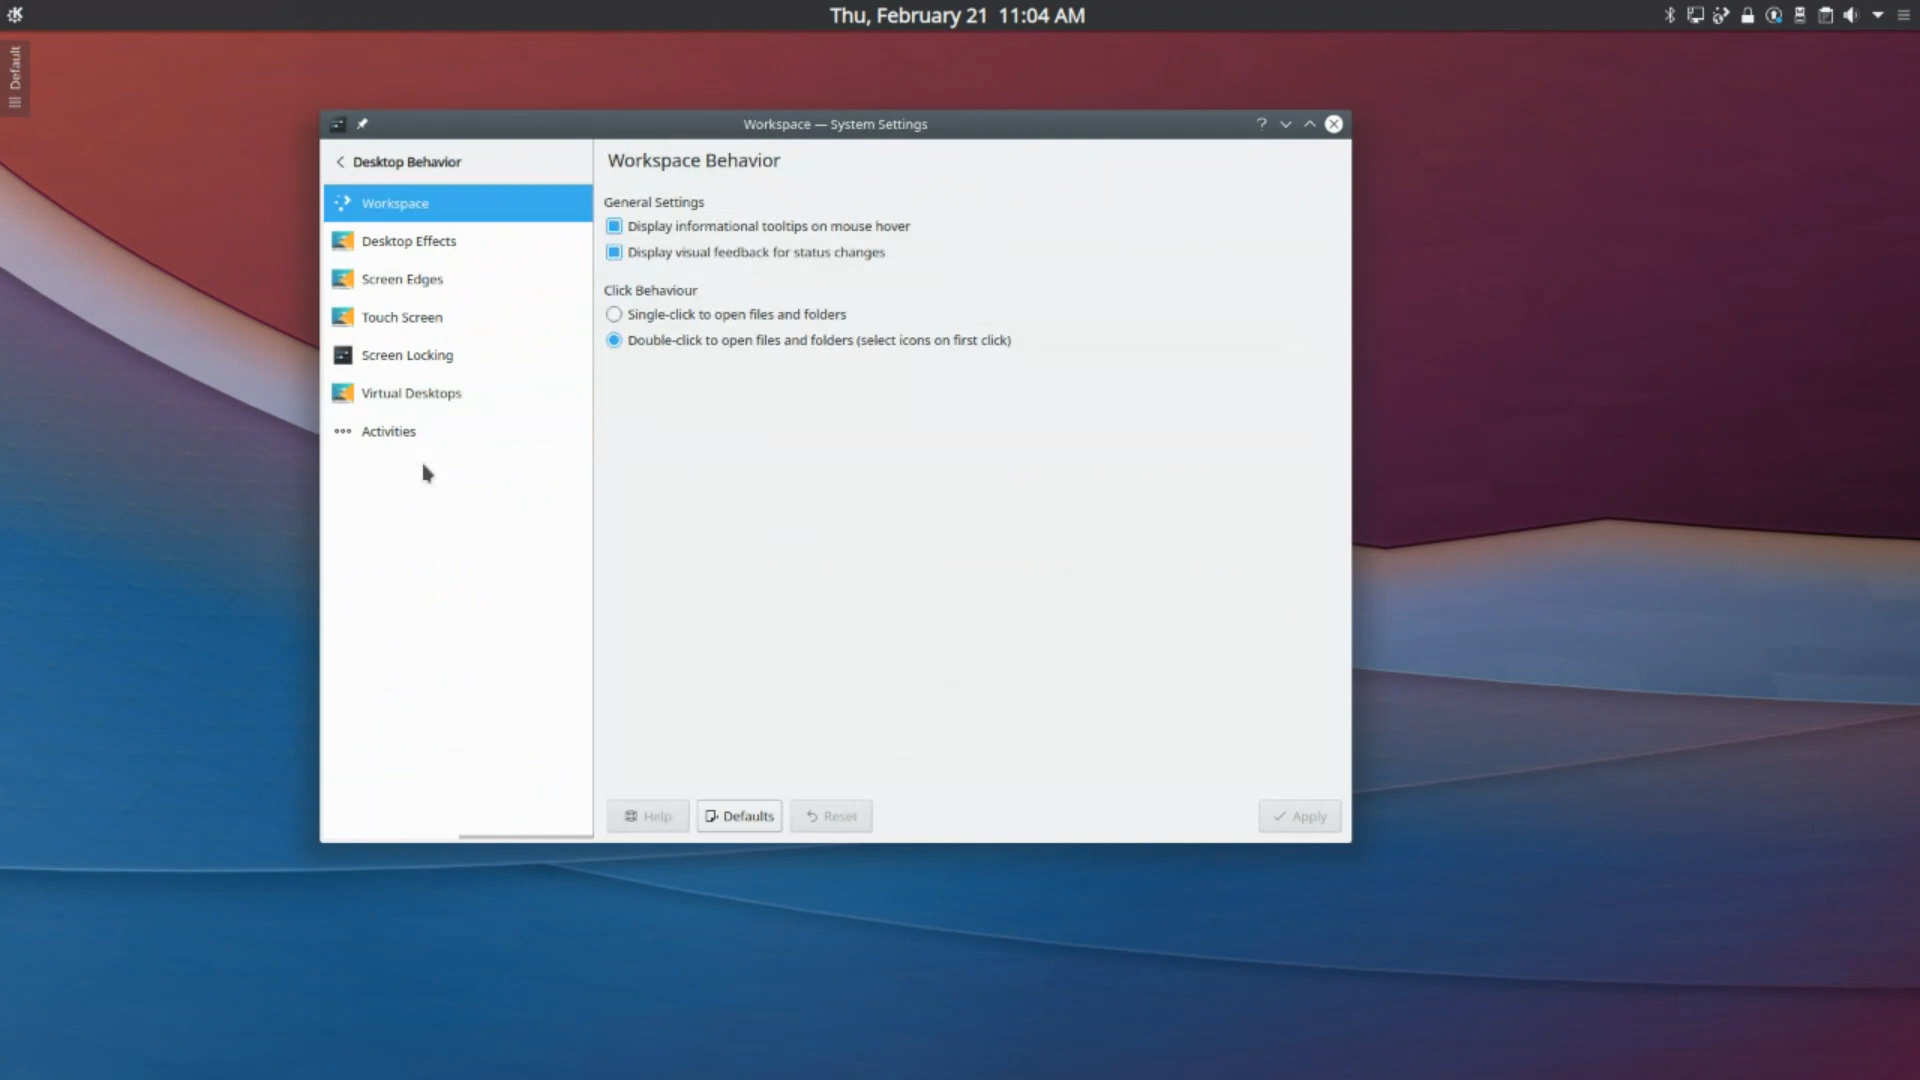 Thu, February 21 11:04 AM
Default
Workspace — System Settings
Desktop Behavior
Workspace
Desktop Effects
Screen Edges
Touch Screen
Screen Locking
Virtual Desktops
Activities
Workspace Behavior
General Settings
Display informational tooltips on mouse hover
Display visual feedback for status changes
Click Behaviour
Single-click to open files and folders
Double-click to open files and folders (select icons on first click)
Help
Defaults
Reset
Apply